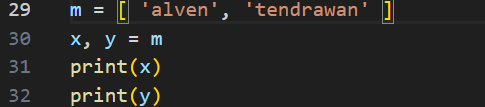 29 m = [ 'alven', 'tendrawan' ]
30 x, y = m
31 print(x)
32 print(y)